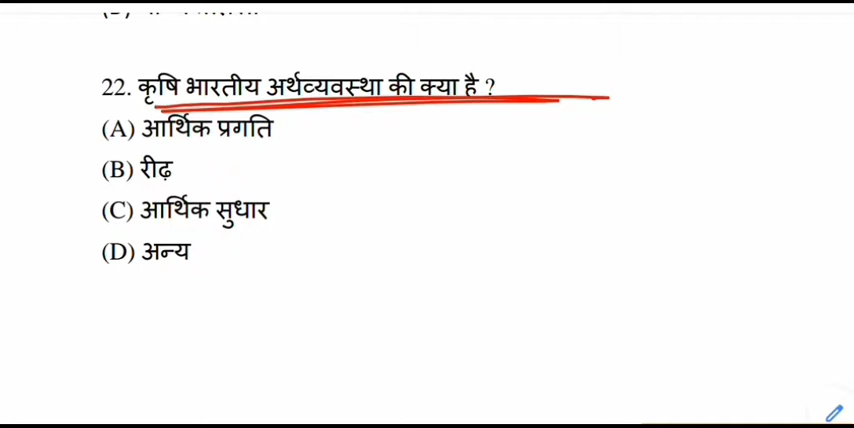 22. कृषि भारतीय अर्थव्यवस्था की क्या है ?
(A) आर्थिक प्रगति
(B) रीढ़
(C) आर्थिक सुधार
(D) अन्य